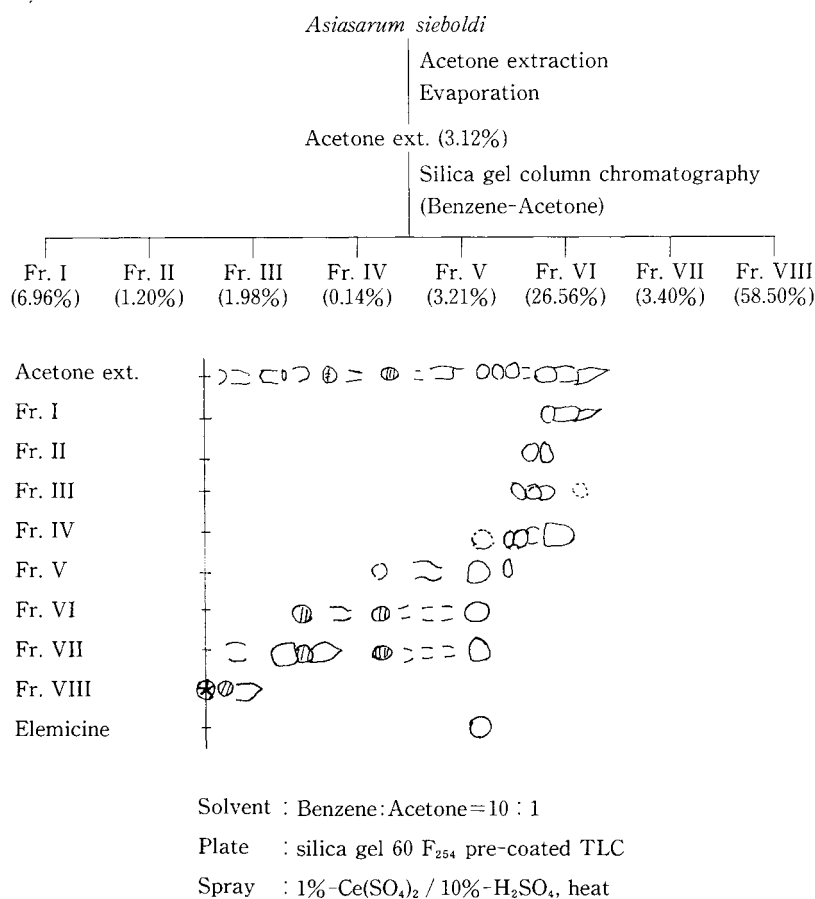 Asiasarum sieboldi
Acetone extraction
Evaporation
Acetone ext. (3.12%)
Silica gel column chromatography
(Benzene-Acetone)
Fr. I Fr. II Fr. III Fr. IV Fr. V Fr. VI Fr. VII Fr. VIII
(6.96%) (1.20%) (1.98%) (0.14%) (3.21%) (26.56%) (3.40%) (58.50%)
Acetone ext.
Fr. I
Fr. II
Fr. III
Fr. IV
Fr. V
Fr. VI
Fr. VII
Fr. VIII
Elemicine
Solvent : Benzene:Acetone=10 : 1
Plate : silica gel 60 F₂₅₄ pre-coated TLC
Spray : 1%-Ce(SO₄)₂ / 10%-H₂SO₄, heat